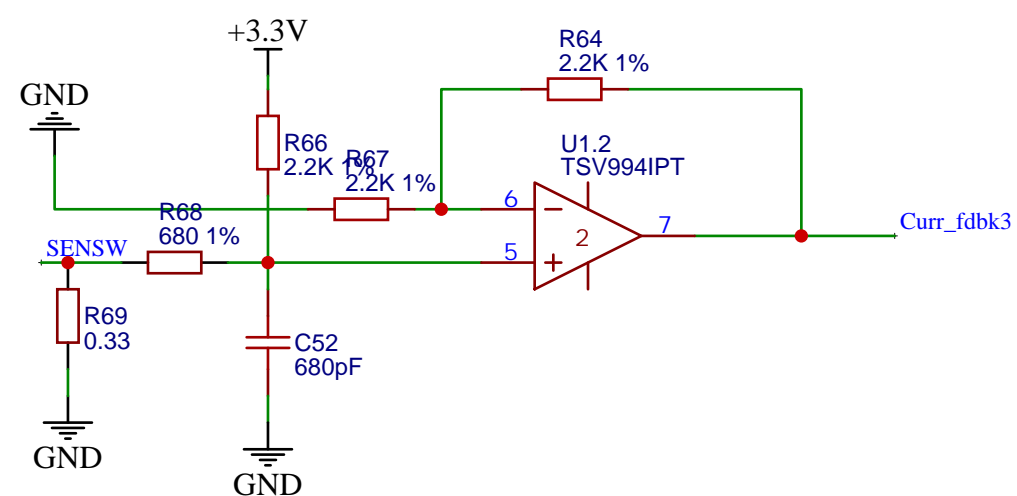 +3.3V
R64
2.2K 1%
GND
U1.2
TSV994IPT
R66
2.2K 1%
R67
2.2K 1%
6
R68
680 1%
7
Curr_fdbk3
2
SENSW
5
R69
0.33
C52
680pF
GND
GND